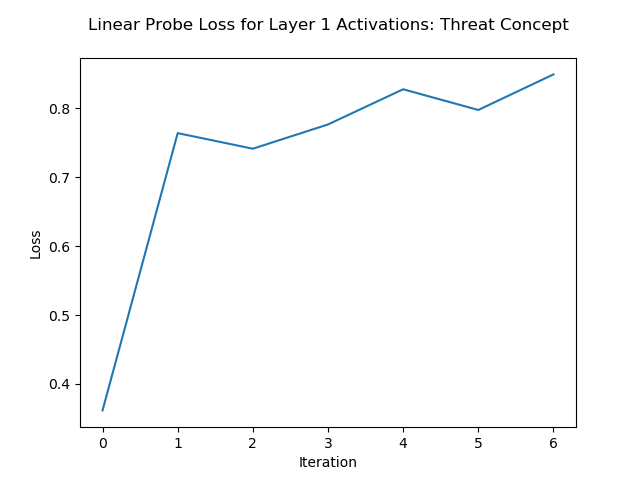 Linear Probe Loss for Layer 1 Activations: Threat Concept
0.8
0.7
0.6
0.5
0.4
Loss
0 1 2 3 4 5 6
Iteration